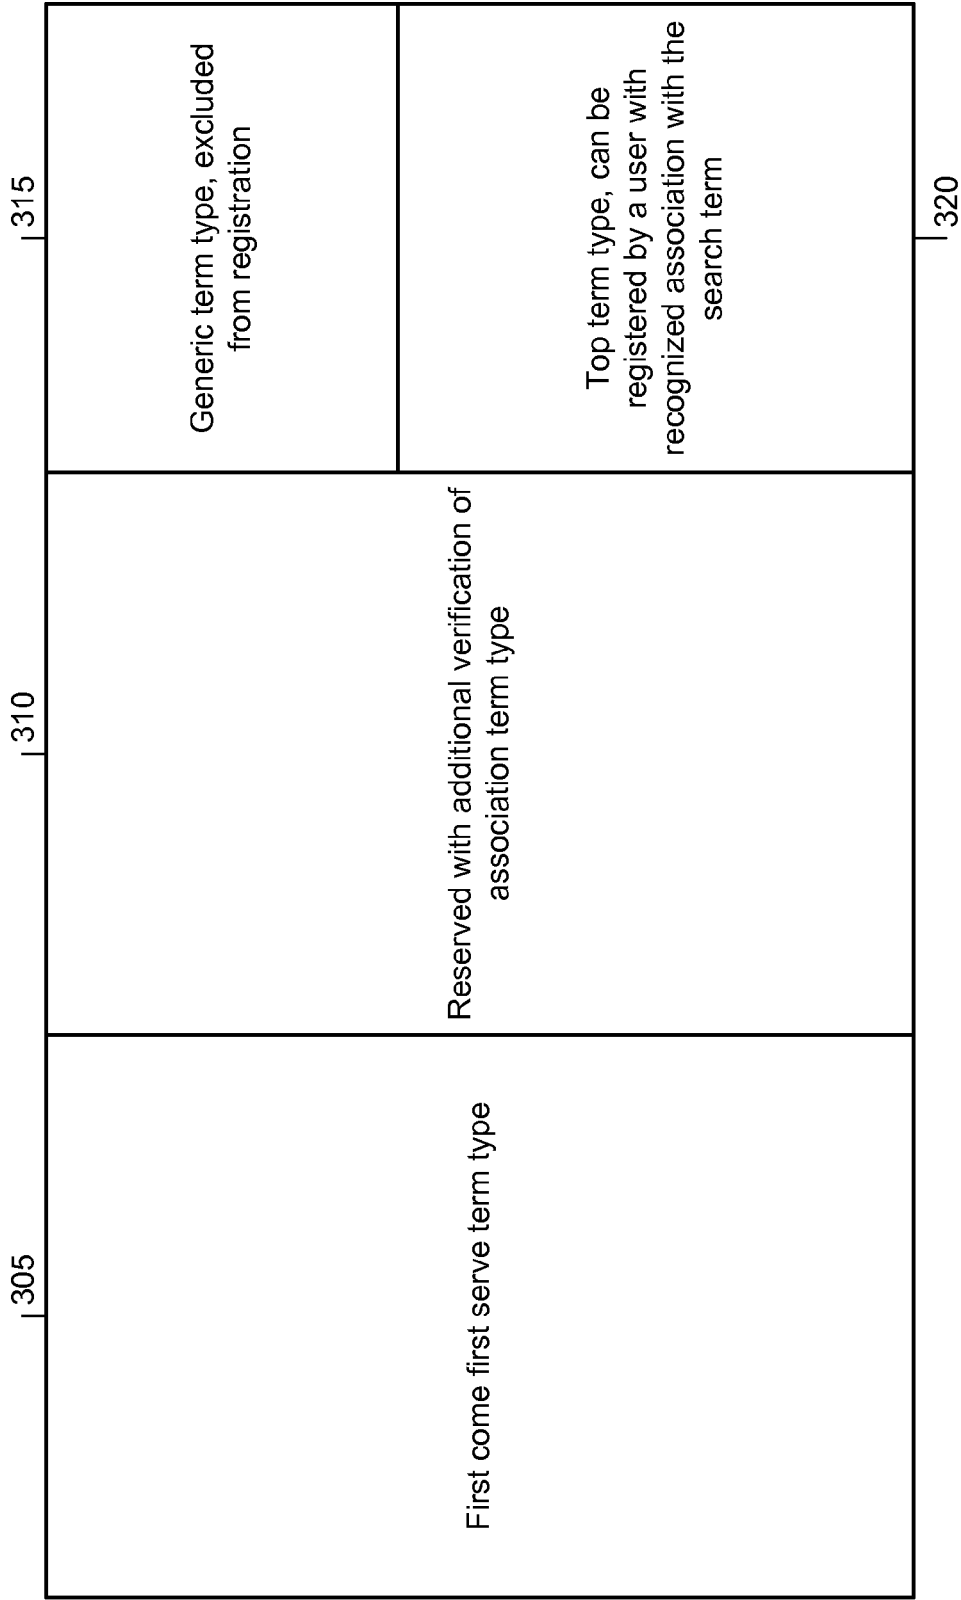 305
310
315
First come first serve term type
Reserved with additional verification of
association term type
Generic term type, excluded
from registration
Top term type, can be
registered by a user with
recognized association with the
search term
320